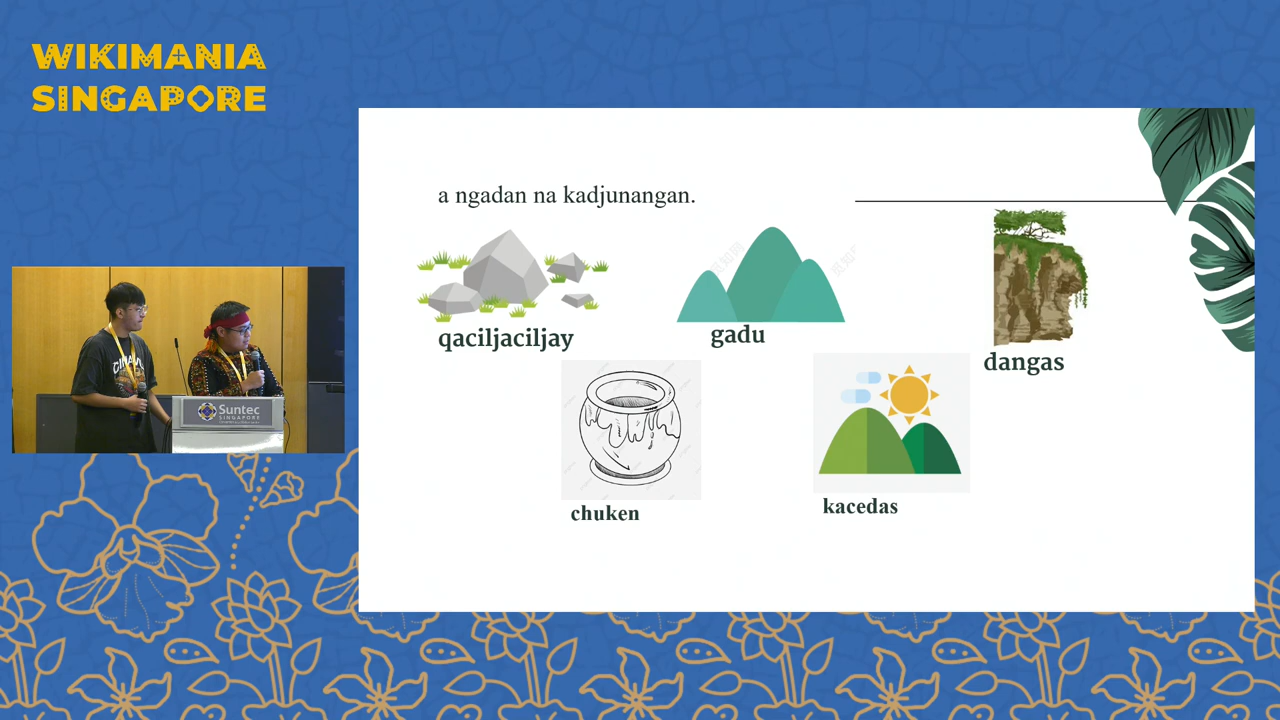 WIKIMANIA
SINGAPORE
a ngadan na kadjunangan.
qaciljaciljay
gadu
dangas
chuken
kacedas
Suntec
SINGAPORE